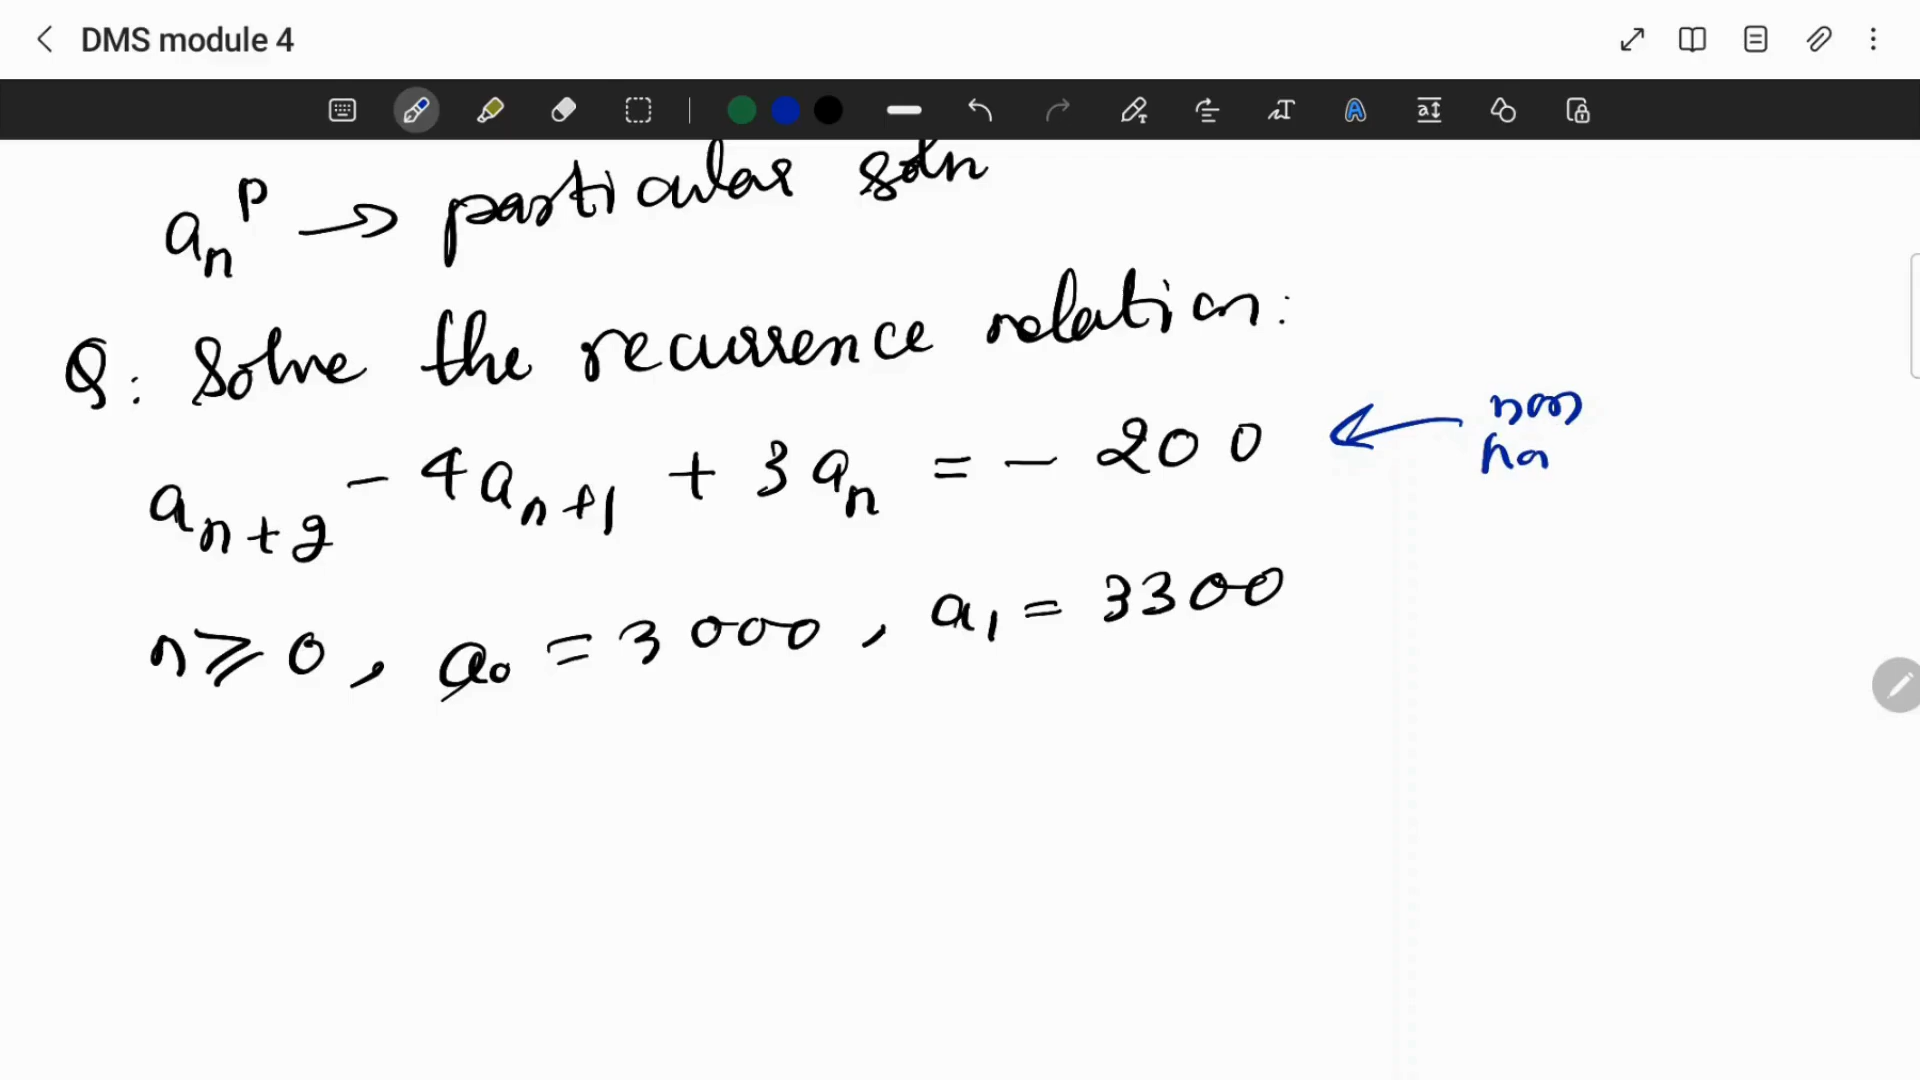 DMS module 4
aₙᴾ → particular soln
Q: Solve the recurrence relation:
aₙ₊₂ - 4aₙ₊₁ + 3aₙ = - 200 ← non
ho
n ≥ 0, a₀ = 3000, a₁ = 3300